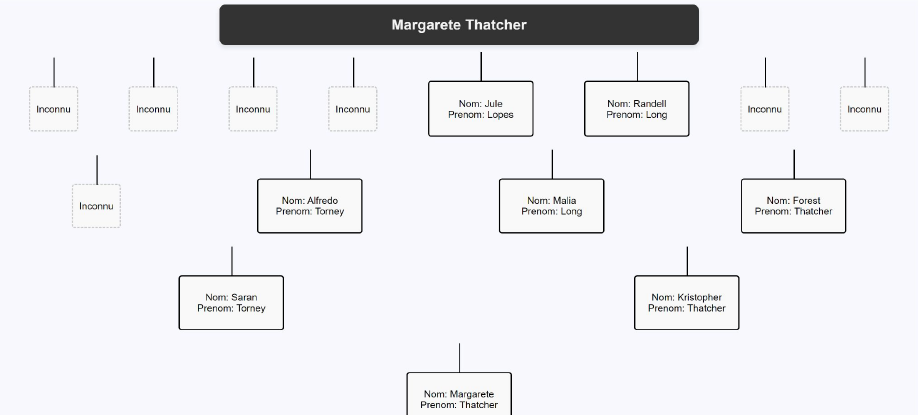 Margarete Thatcher
Inconnu
Inconnu
Inconnu
Inconnu
Nom: Jule
Prenom: Lopes
Nom: Randell
Prenom: Long
Inconnu
Inconnu
Inconnu
Nom: Alfredo
Prenom: Torney
Nom: Malia
Prenom: Long
Nom: Forest
Prenom: Thatcher
Nom: Saran
Prenom: Torney
Nom: Kristopher
Prenom: Thatcher
Nom: Margarete
Prenom: Thatcher